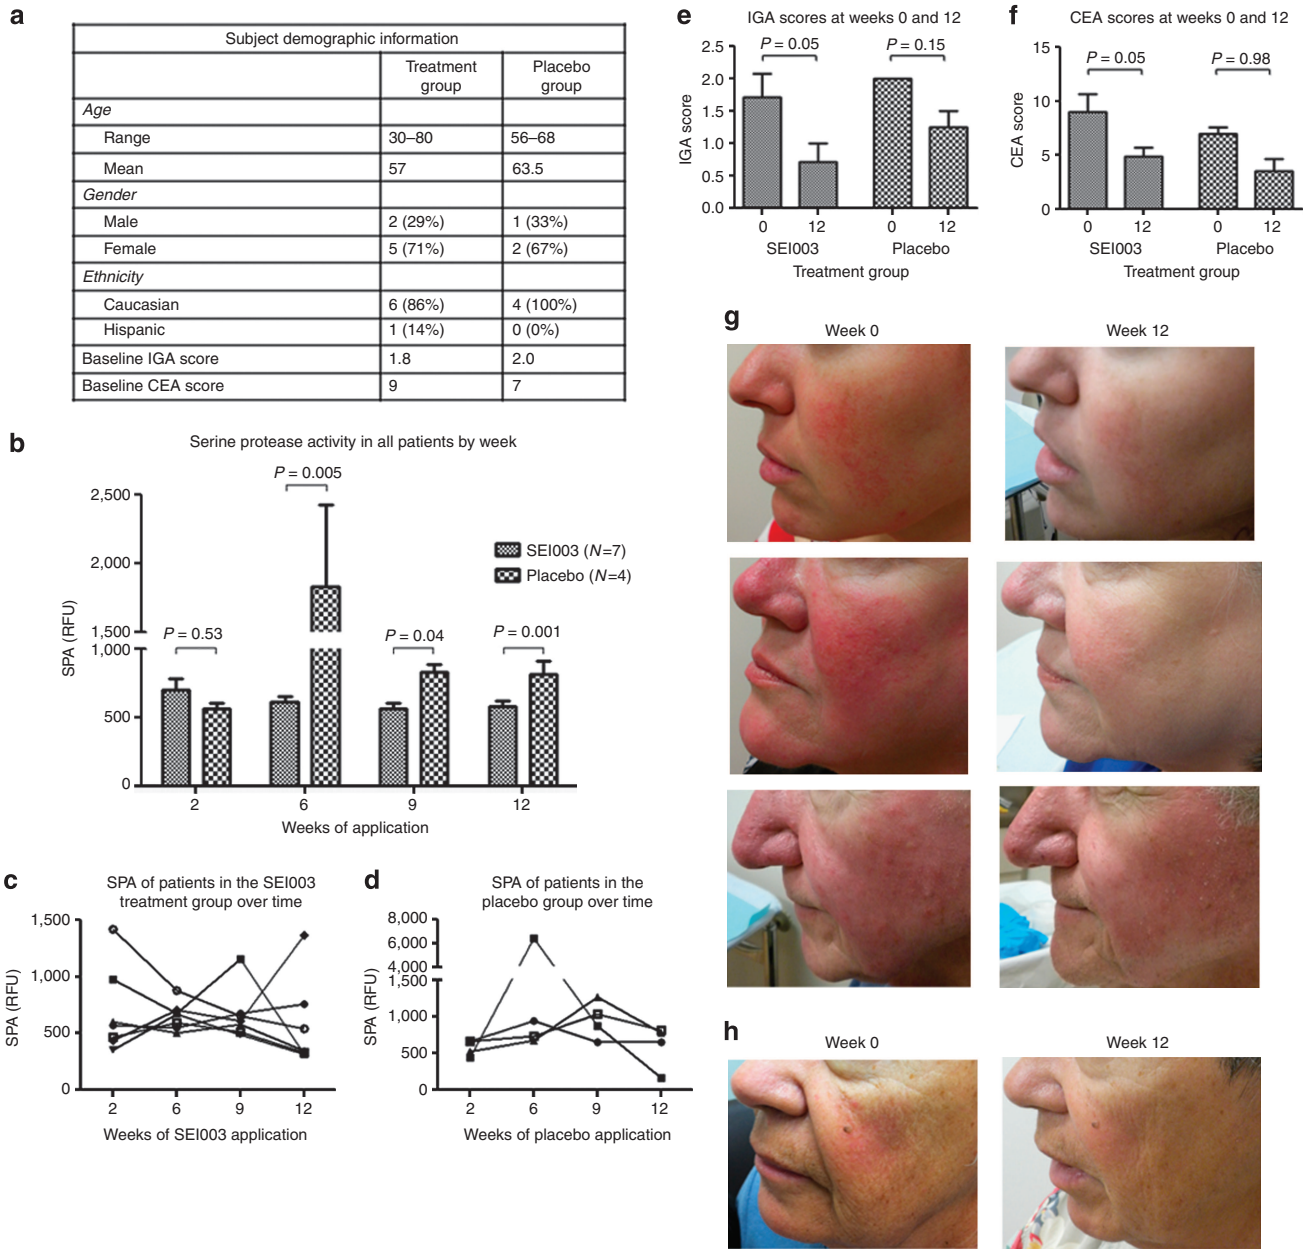 a
Subject demographic information
Treatment group Placebo group
Age
Range 30–80 56–68
Mean 57 63.5
Gender
Male 2 (29%) 1 (33%)
Female 5 (71%) 2 (67%)
Ethnicity
Caucasian 6 (86%) 4 (100%)
Hispanic 1 (14%) 0 (0%)
Baseline IGA score 1.8 2.0
Baseline CEA score 9 7
b
Serine protease activity in all patients by week
P = 0.005
2,500
2,000
1,500
1,000
500
0
SPA (RFU)
SEI003 (N=7)
Placebo (N=4)
P = 0.53
P = 0.04
P = 0.001
2 6 9 12
Weeks of application
c
SPA of patients in the SEI003
treatment group over time
1,500
1,000
500
0
SPA (RFU)
2 6 9 12
Weeks of SEI003 application
d
SPA of patients in the
placebo group over time
8,000
6,000
4,000
1,500
1,000
500
0
SPA (RFU)
2 6 9 12
Weeks of placebo application
e
IGA scores at weeks 0 and 12
P = 0.05 P = 0.15
2.5
2.0
1.5
1.0
0.5
0.0
IGA score
0 12 0 12
SEI003 Placebo
Treatment group
f
CEA scores at weeks 0 and 12
P = 0.05 P = 0.98
15
10
5
0
CEA score
0 12 0 12
SEI003 Placebo
Treatment group
g
Week 0 Week 12
h
Week 0 Week 12